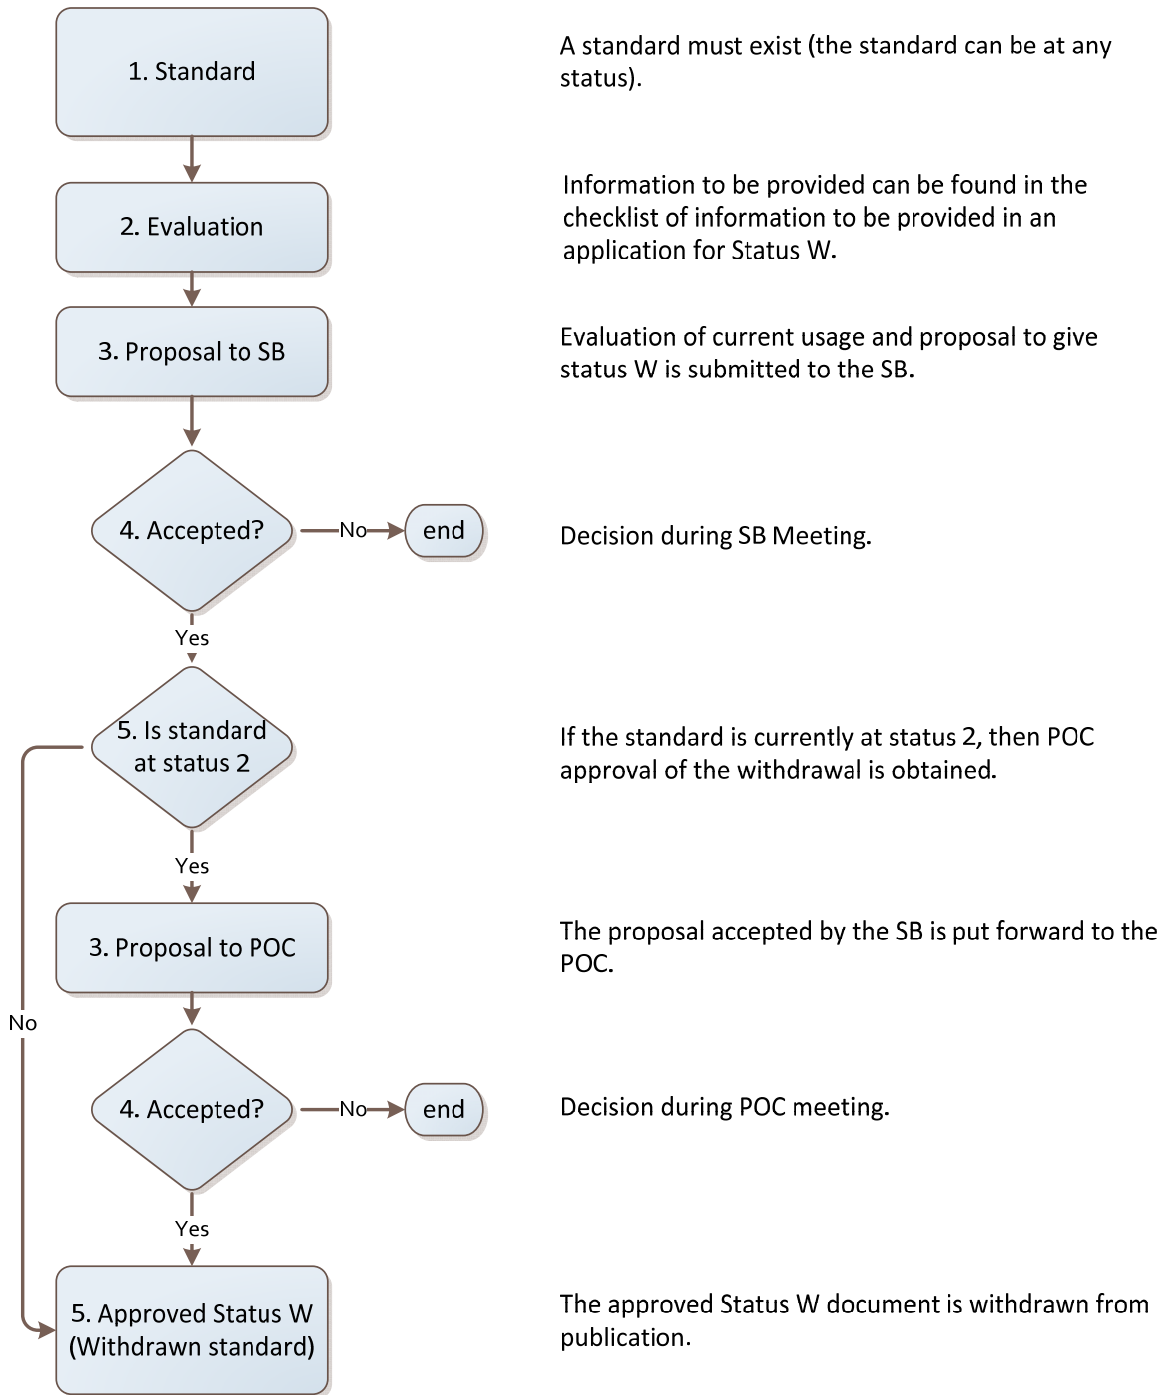 1. Standard
A standard must exist (the standard can be at any
status).
2. Evaluation
Information to be provided can be found in the
checklist of information to be provided in an
application for Status W.
3. Proposal to SB
Evaluation of current usage and proposal to give
status W is submitted to the SB.
4. Accepted?
No
end
Decision during SB Meeting.
Yes
5. Is standard
at status 2
If the standard is currently at status 2, then POC
approval of the withdrawal is obtained.
Yes
3. Proposal to POC
The proposal accepted by the SB is put forward to the
POC.
No
4. Accepted?
No
end
Decision during POC meeting.
Yes
5. Approved Status W
(Withdrawn standard)
The approved Status W document is withdrawn from
publication.